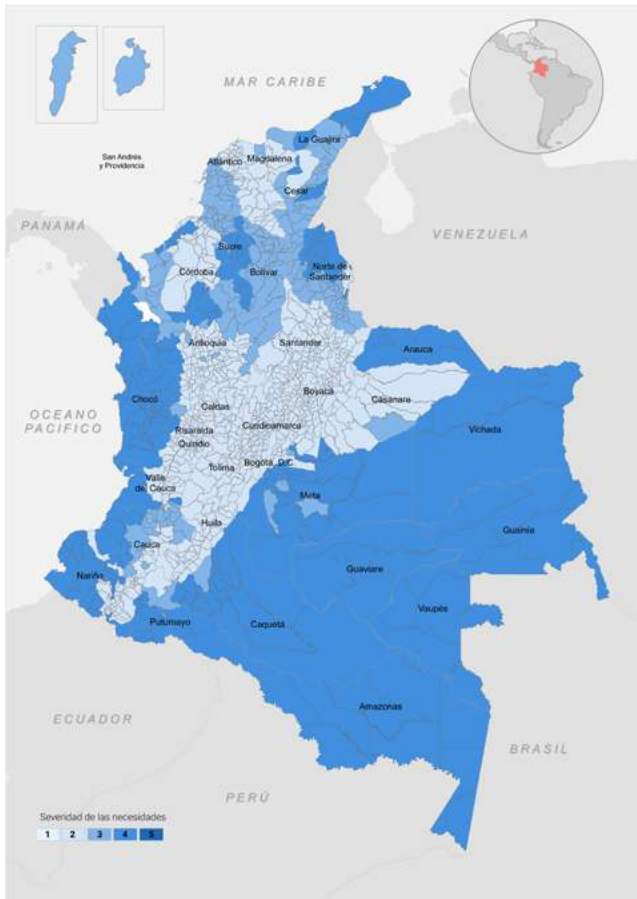 MAR CARIBE
La Guajira
Atlántico
Magdalena
San Andrés
y Providencia
Cesar
PANAMÁ
VENEZUELA
Sucre
Córdoba
Bolívar
Norte de
Santander
Antioquia
Santander
Arauca
Chocó
Boyacá
Caldas
Casanare
OCEANO
PACIFICO
Cundinamarca
Risaralda
Quindío
Vichada
Bogotá, D.C.
Tolima
Valle
del Cauca
Meta
Huila
Guainía
Cauca
Guaviare
Nariño
Vaupés
Putumayo
Caquetá
Amazonas
ECUADOR
BRASIL
PERÚ
Severidad de las necesidades
1 2 3 4 5